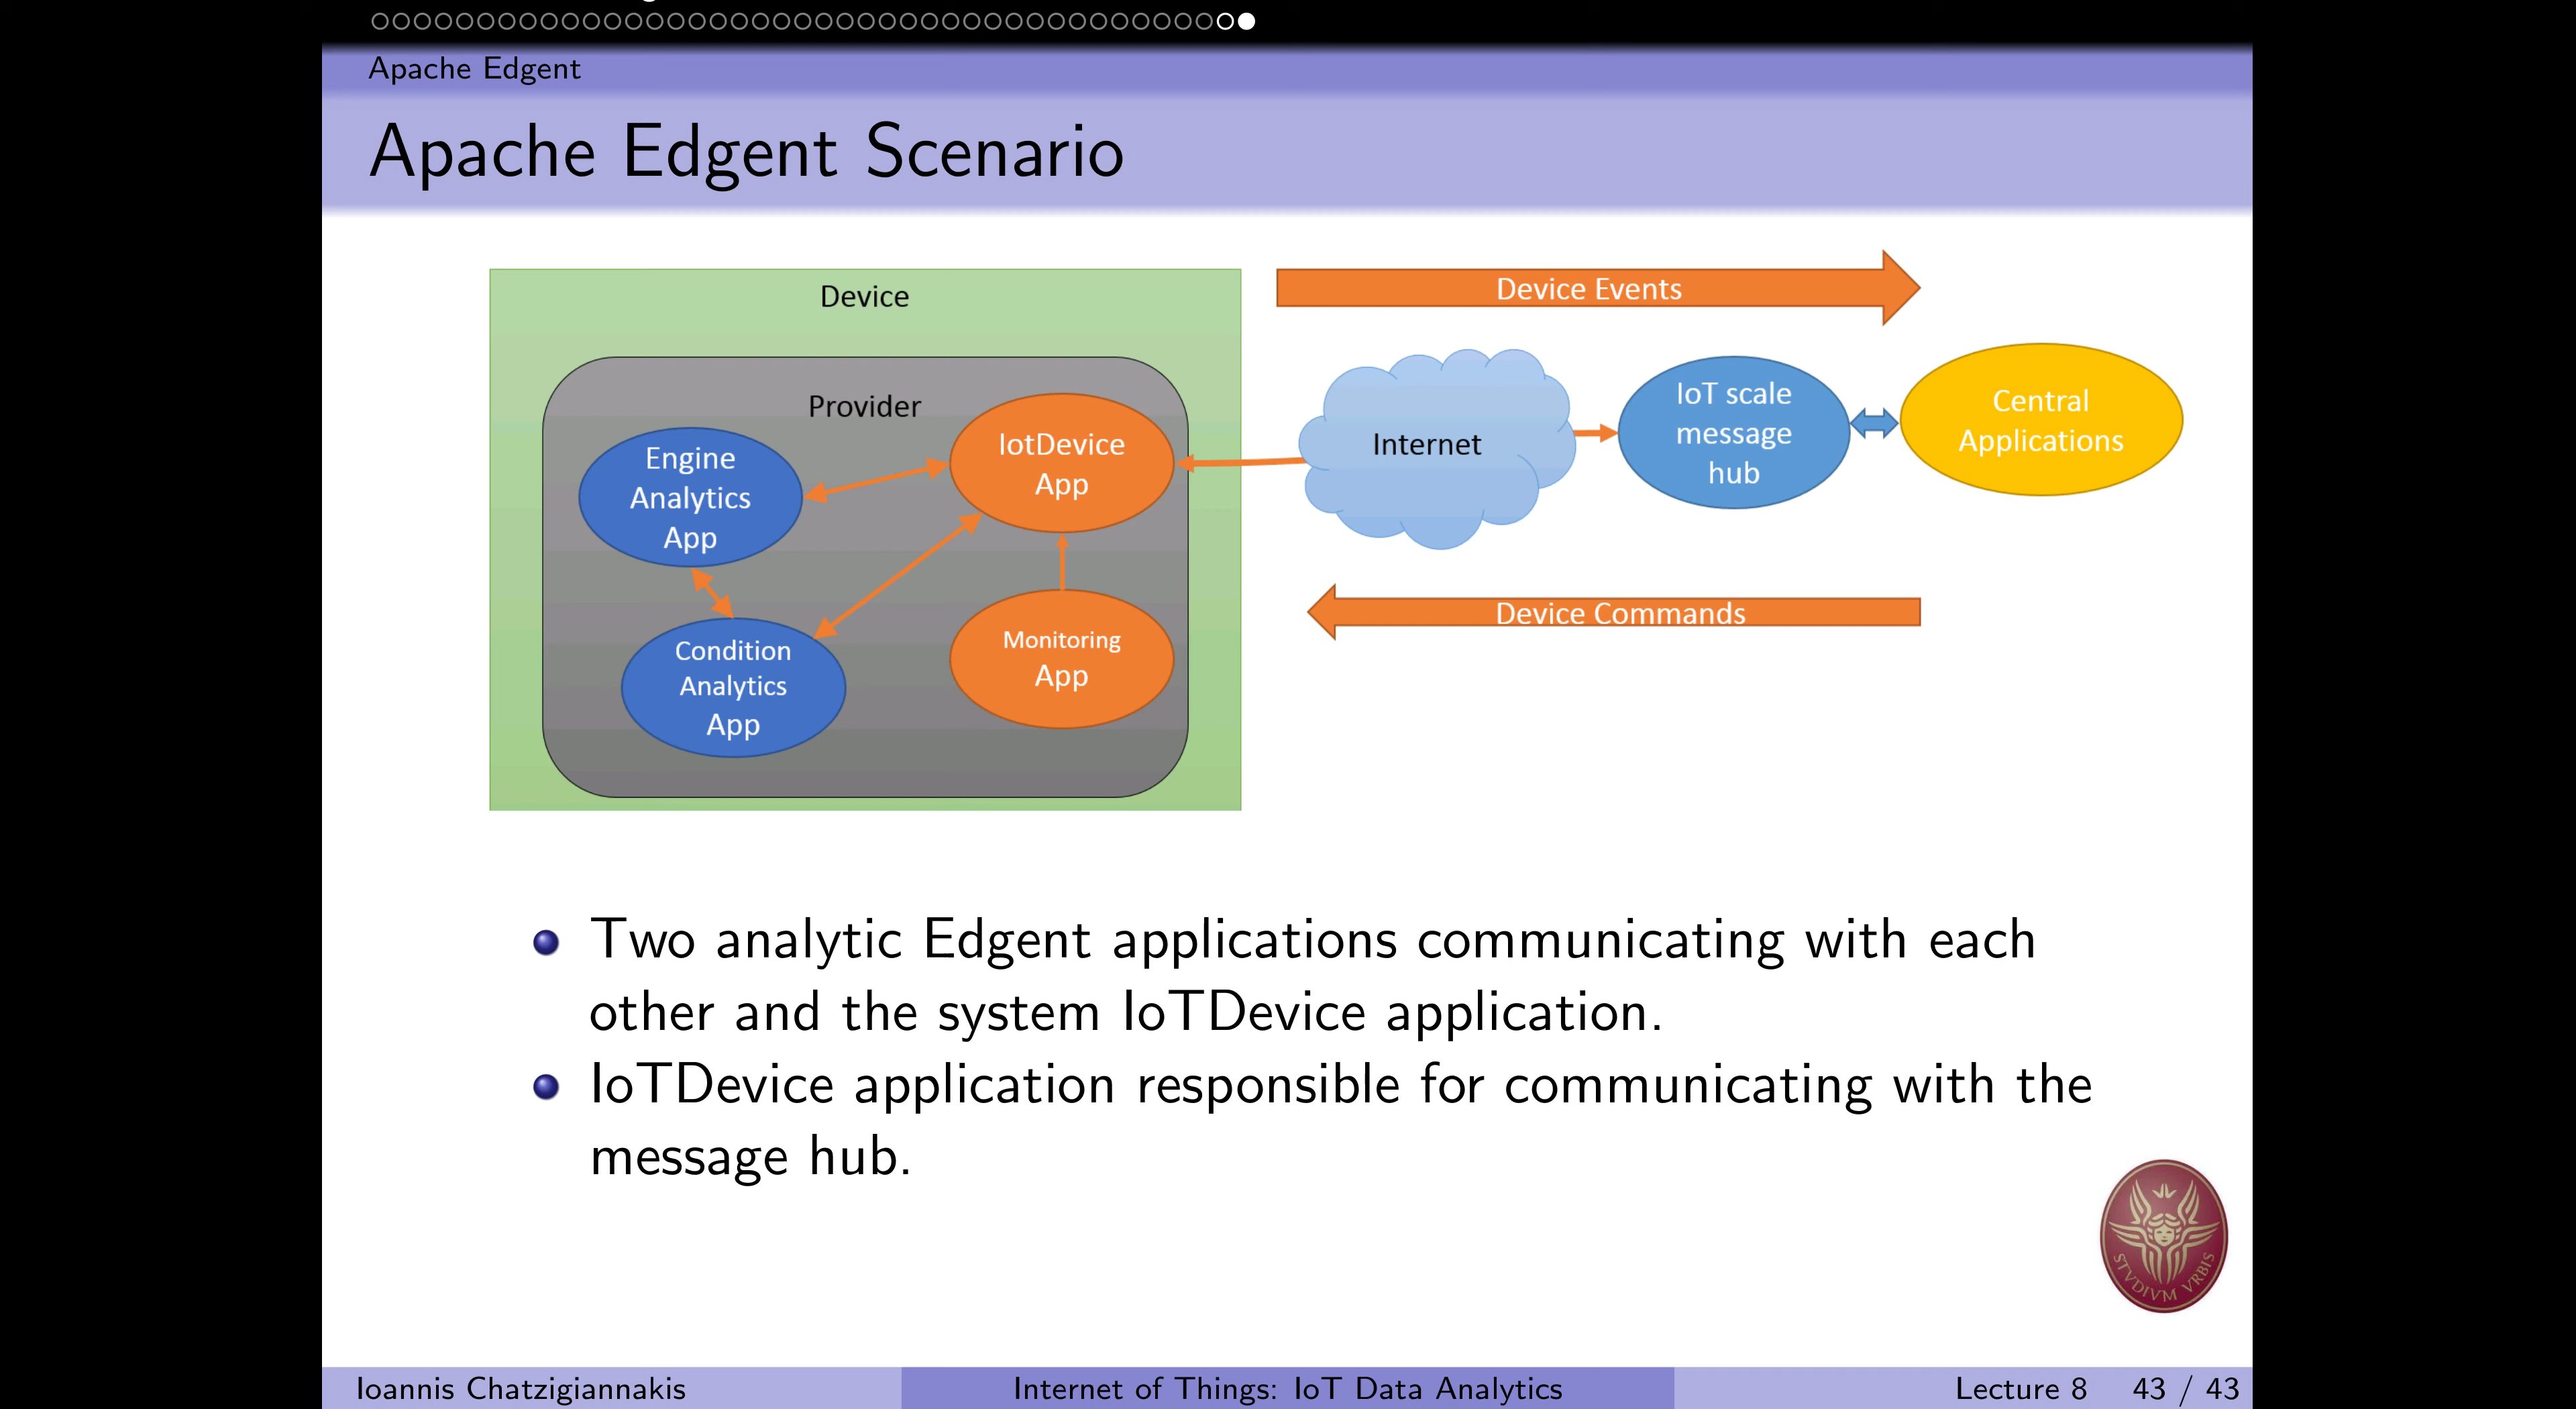 Apache Edgent
Apache Edgent Scenario
Device
Provider
Engine
Analytics
App
IotDevice
App
Condition
Analytics
App
Monitoring
App
Device Events
Internet
IoT scale
message
hub
Central
Applications
Device Commands
Two analytic Edgent applications communicating with each
other and the system IoTDevice application.
IoTDevice application responsible for communicating with the
message hub.
STVDIVM VRBIS
Ioannis Chatzigiannakis
Internet of Things: IoT Data Analytics
Lecture 8 43 / 43